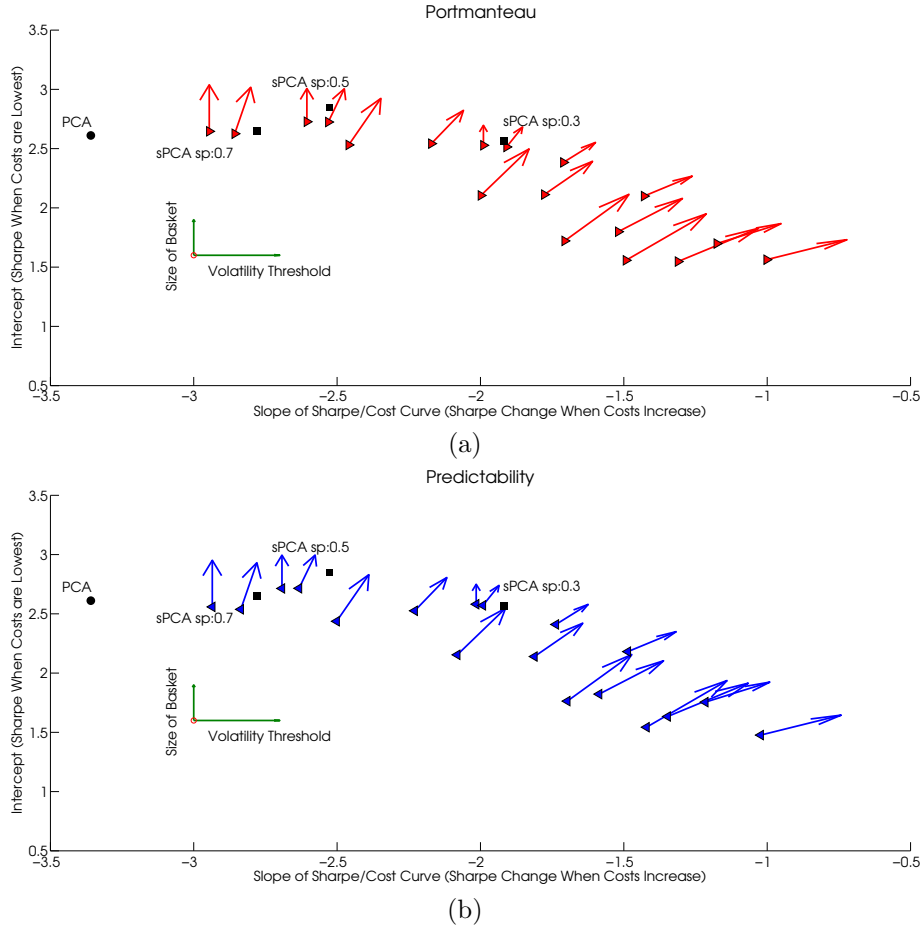 Portmanteau
3.5
3
2.5
2
1.5
1
0.5
Intercept (Sharpe When Costs are Lowest)
PCA
sPCA sp:0.5
sPCA sp:0.3
sPCA sp:0.7
Size of Basket
Volatility Threshold
−3.5 −3 −2.5 −2 −1.5 −1 −0.5
Slope of Sharpe/Cost Curve (Sharpe Change When Costs Increase)
(a)
Predictability
3.5
3
2.5
2
1.5
1
0.5
Intercept (Sharpe When Costs are Lowest)
sPCA sp:0.5
PCA
sPCA sp:0.3
sPCA sp:0.7
Size of Basket
Volatility Threshold
−3.5 −3 −2.5 −2 −1.5 −1 −0.5
Slope of Sharpe/Cost Curve (Sharpe Change When Costs Increase)
(b)